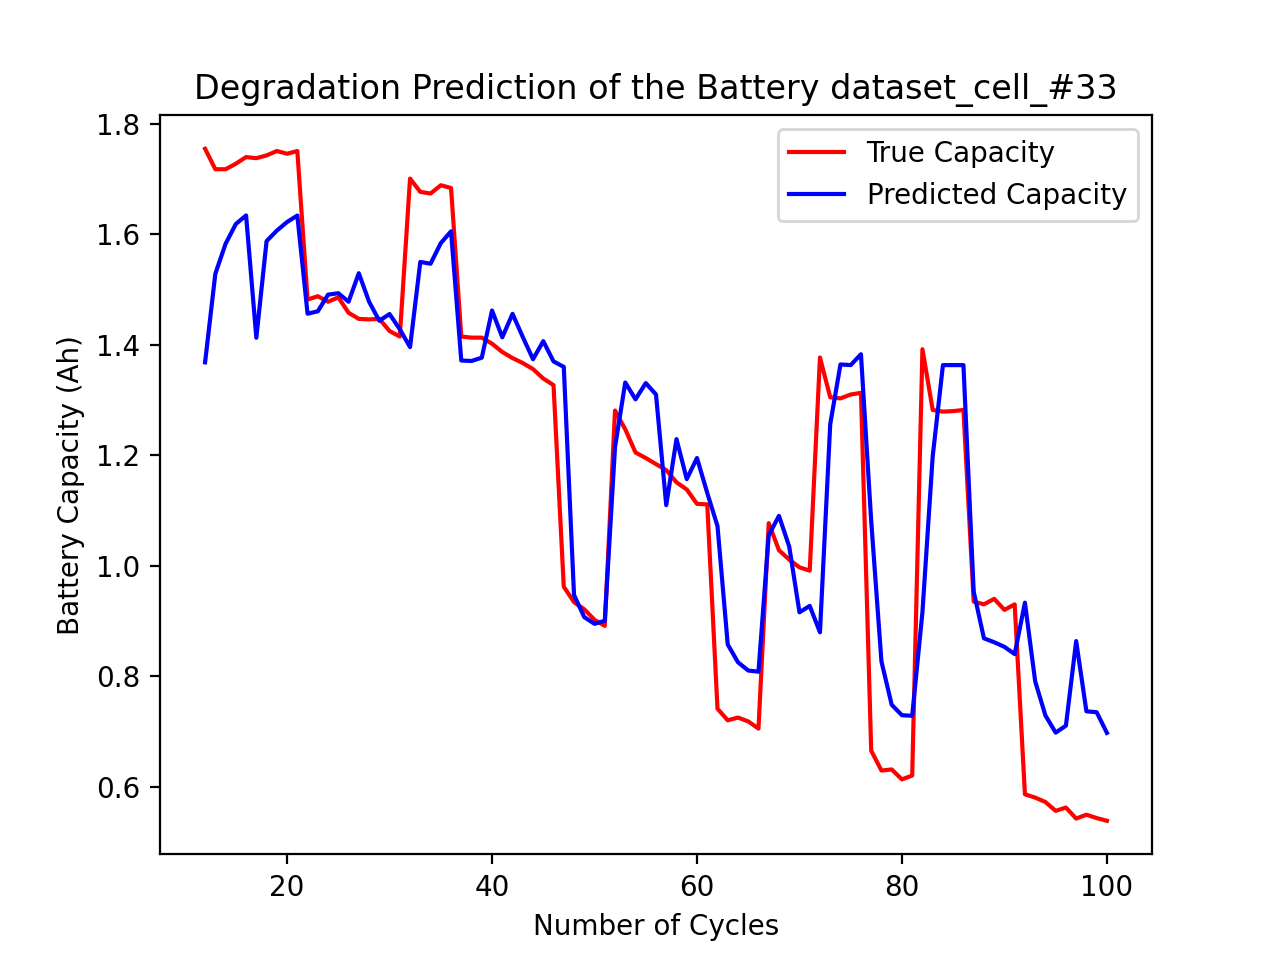 Degradation Prediction of the Battery dataset_cell_#33
True Capacity
Predicted Capacity
Battery Capacity (Ah)
1.8
1.6
1.4
1.2
1.0
0.8
0.6
20 40 60 80 100
Number of Cycles